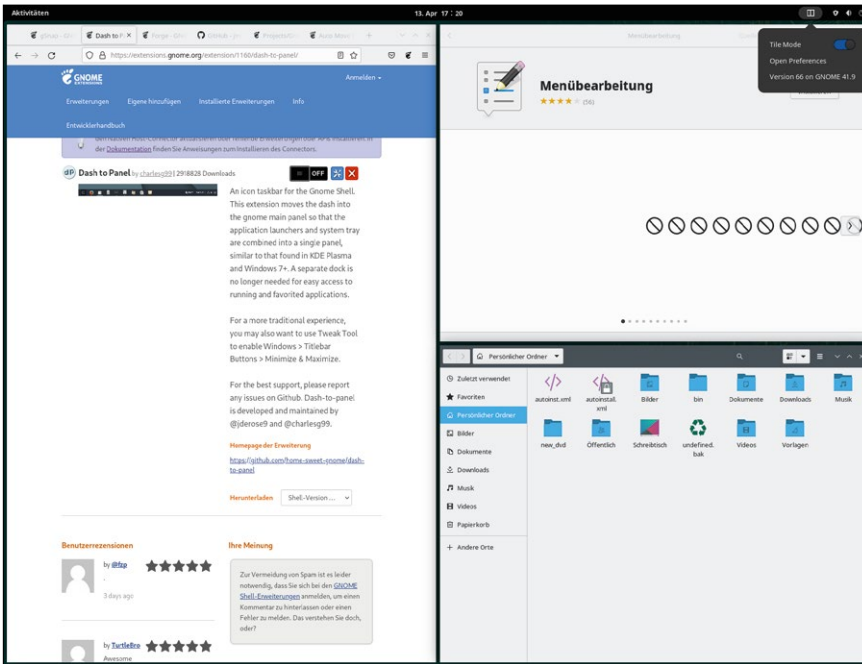 Aktivitäten
13. Apr 17 : 20
Dash to P
Menübearbeitung
Tile Mode
Open Preferences
Version 66 on GNOME 41.9
https://extensions.gnome.org/extension/1160/dash-to-panel/
GNOME
EXTENSIONS
Anmelden
Erweiterungen
Eigene hinzufügen
Installierte Erweiterungen
Info
Entwicklerhandbuch
der Dokumentation finden Sie Anweisungen zum Installieren des Connectors.
Dash to Panel by charlesg99 | 2918828 Downloads
OFF
An icon taskbar for the Gnome Shell.
This extension moves the dash into
the gnome main panel so that the
application launchers and system tray
are combined into a single panel,
similar to that found in KDE Plasma
and Windows 7+. A separate dock is
no longer needed for easy access to
running and favorited applications.
For a more traditional experience,
you may also want to use Tweak Tool
to enable Windows > Titlebar
Buttons > Minimize & Maximize.
For the best support, please report
any issues on Github. Dash-to-panel
is developed and maintained by
@jderose9 and @charlesg99.
Homepage der Erweiterung
https://github.com/home-sweet-gnome/dash-
to-panel
Herunterladen
Shell-Version ...
Benutzerrezensionen
by @fzp
.
3 days ago
by TurtleBro
Awesome
Ihre Meinung
Zur Vermeidung von Spam ist es leider
notwendig, dass Sie sich bei den GNOME
Shell-Erweiterungen anmelden, um einen
Kommentar zu hinterlassen oder einen
Fehler zu melden. Das verstehen Sie doch,
oder?
Menübearbeitung
(56)
Persönlicher Ordner
Zuletzt verwendet
Favoriten
Persönlicher Ordner
Bilder
Dokumente
Downloads
Musik
Videos
Papierkorb
+ Andere Orte
autoinst.xml
autoinstall.
xml
Bilder
bin
Dokumente
Downloads
Musik
new_dvd
Öffentlich
Schreibtisch
undefined.
bak
Videos
Vorlagen